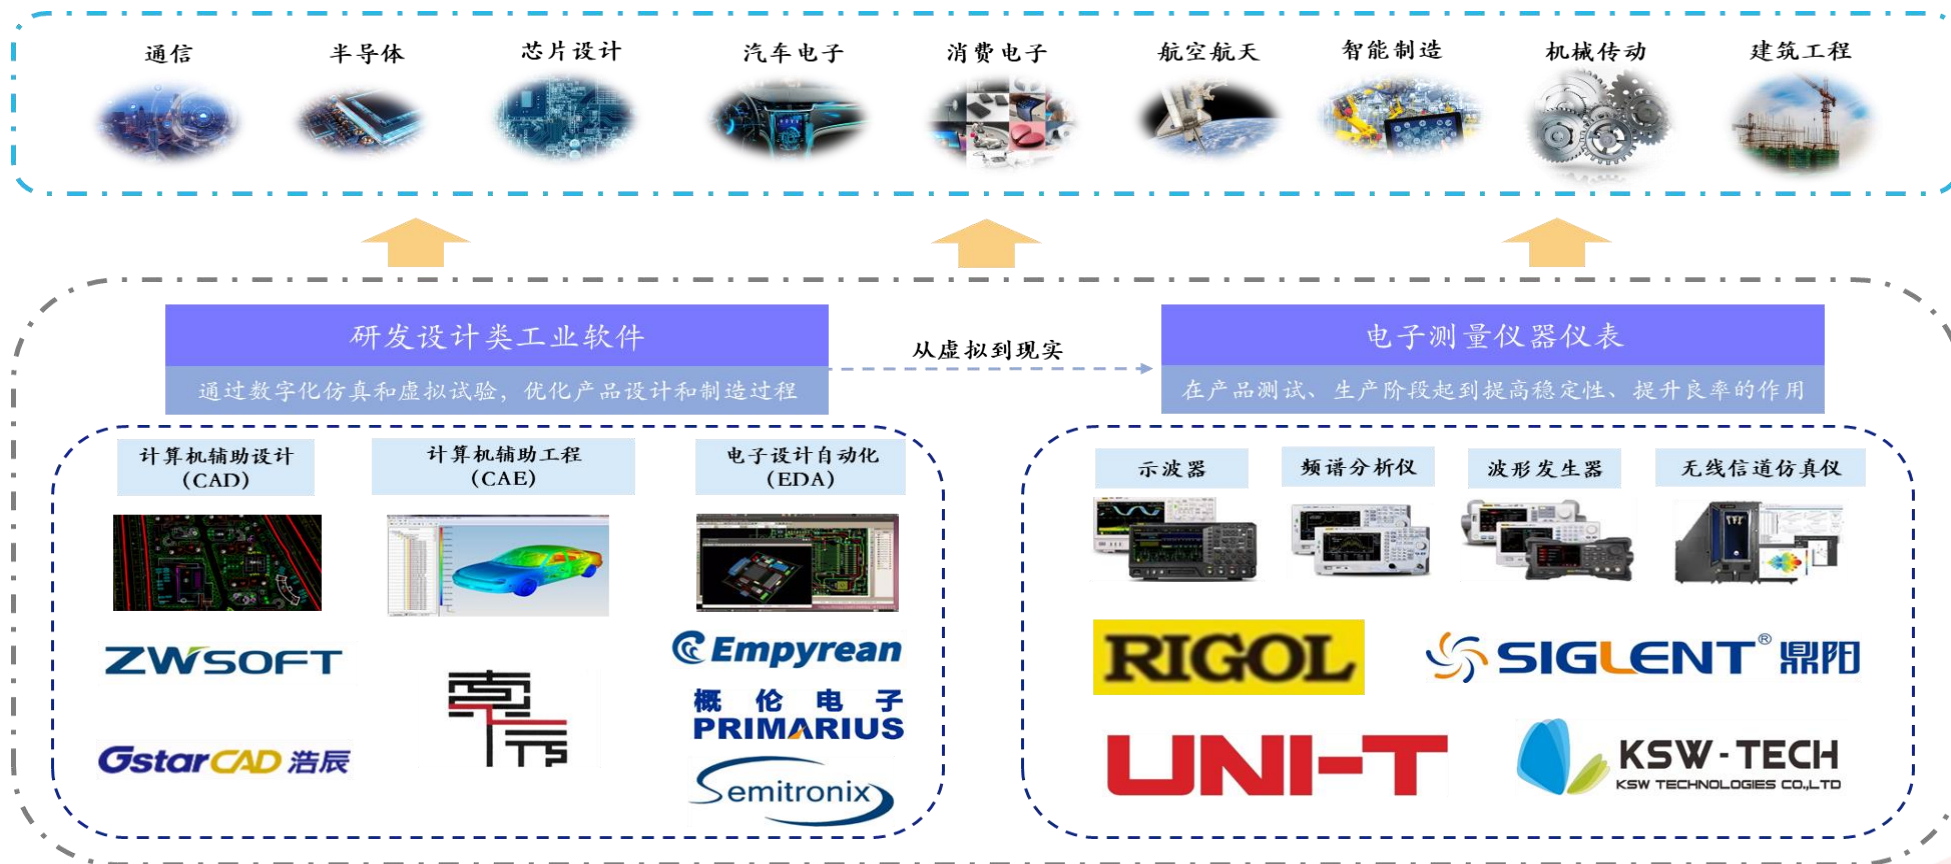 通信
半导体
芯片设计
汽车电子
消费电子
航空航天
智能制造
机械传动
建筑工程
研发设计类工业软件
通过数字化仿真和虚拟试验，优化产品设计和制造过程
从虚拟到现实
电子测量仪器仪表
在产品测试、生产阶段起到提高稳定性、提升良率的作用
计算机辅助设计
（CAD）
计算机辅助工程
（CAE）
电子设计自动化
（EDA）
ZWSOFT
GstarCAD 浩辰
Empyrean
概伦电子
PRIMARIUS
Semitronix
示波器
频谱分析仪
波形发生器
无线信道仿真仪
RIGOL
SIGLENT® 鼎阳
UNI-T
KSW-TECH
KSW TECHNOLOGIES CO.,LTD